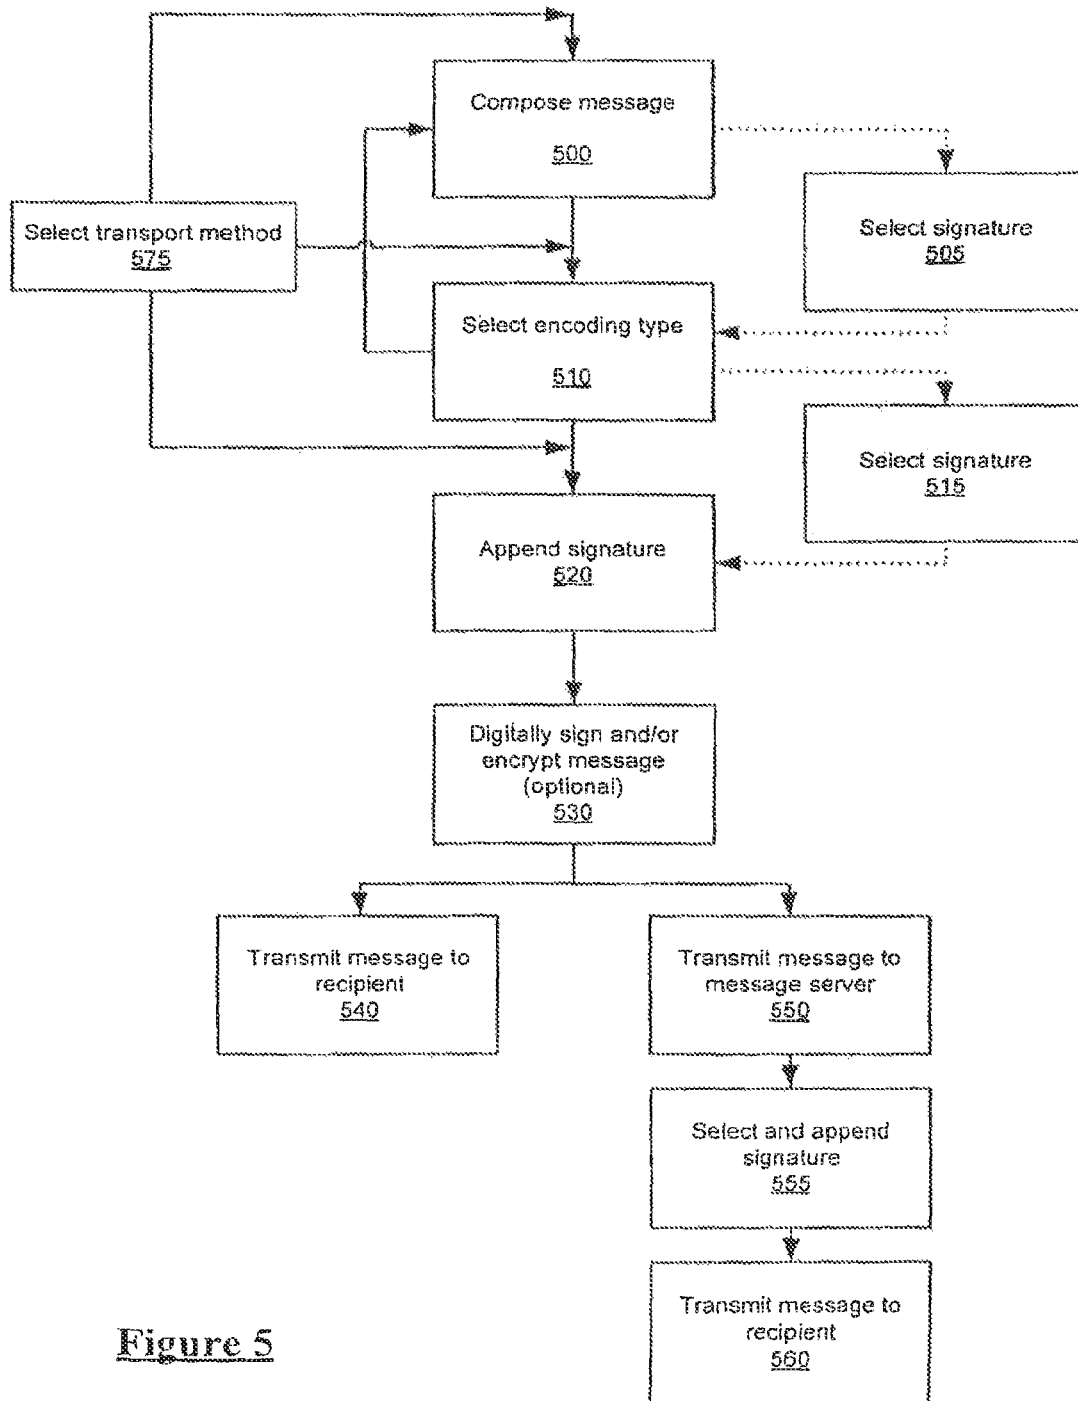 Compose message
500
Select transport method
575
Select signature
505
Select encoding type
510
Select signature
515
Append signature
520
Digitally sign and/or
encrypt message
(optional)
530
Transmit message to
recipient
540
Transmit message to
message server
550
Select and append
signature
555
Transmit message to
recipient
560
Figure 5